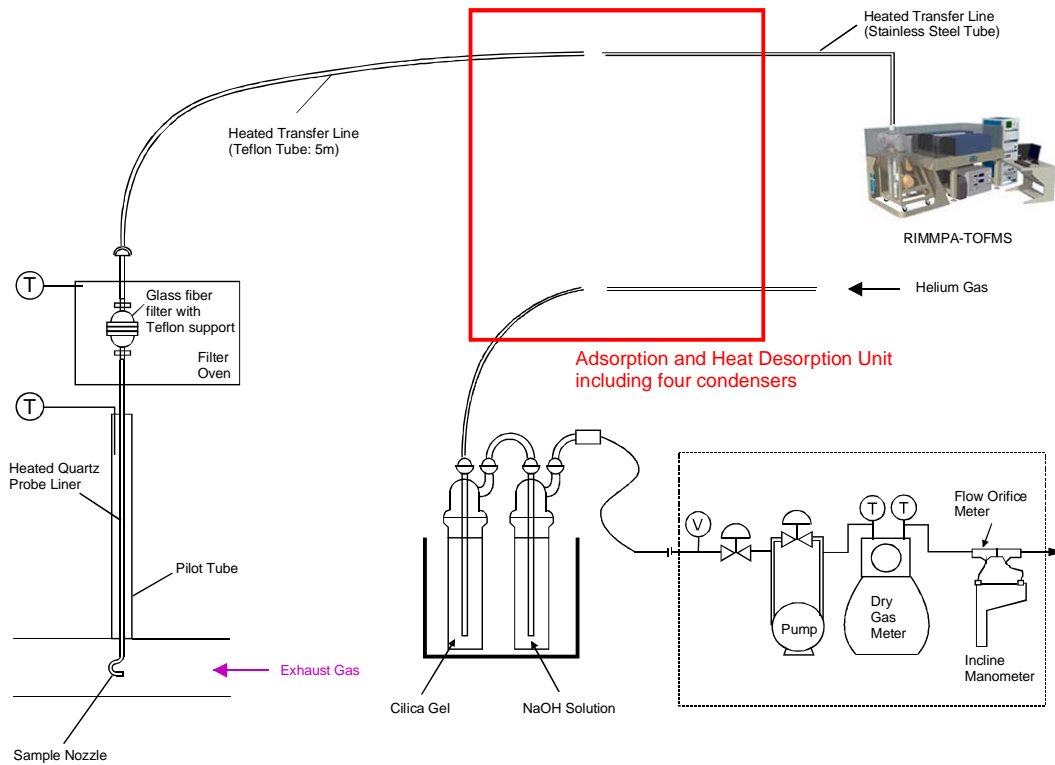 Heated Transfer Line
(Stainless Steel Tube)
Heated Transfer Line
(Teflon Tube: 5m)
RIMMPA-TOFMS
T
Glass fiber
filter with
Teflon support
Filter
Oven
Helium Gas
Adsorption and Heat Desorption Unit
including four condensers
T
Heated Quartz
Probe Liner
Pilot Tube
Exhaust Gas
Sample Nozzle
Cilica Gel
NaOH Solution
V
T
T
Flow Orifice
Meter
Pump
Dry
Gas
Meter
Incline
Manometer